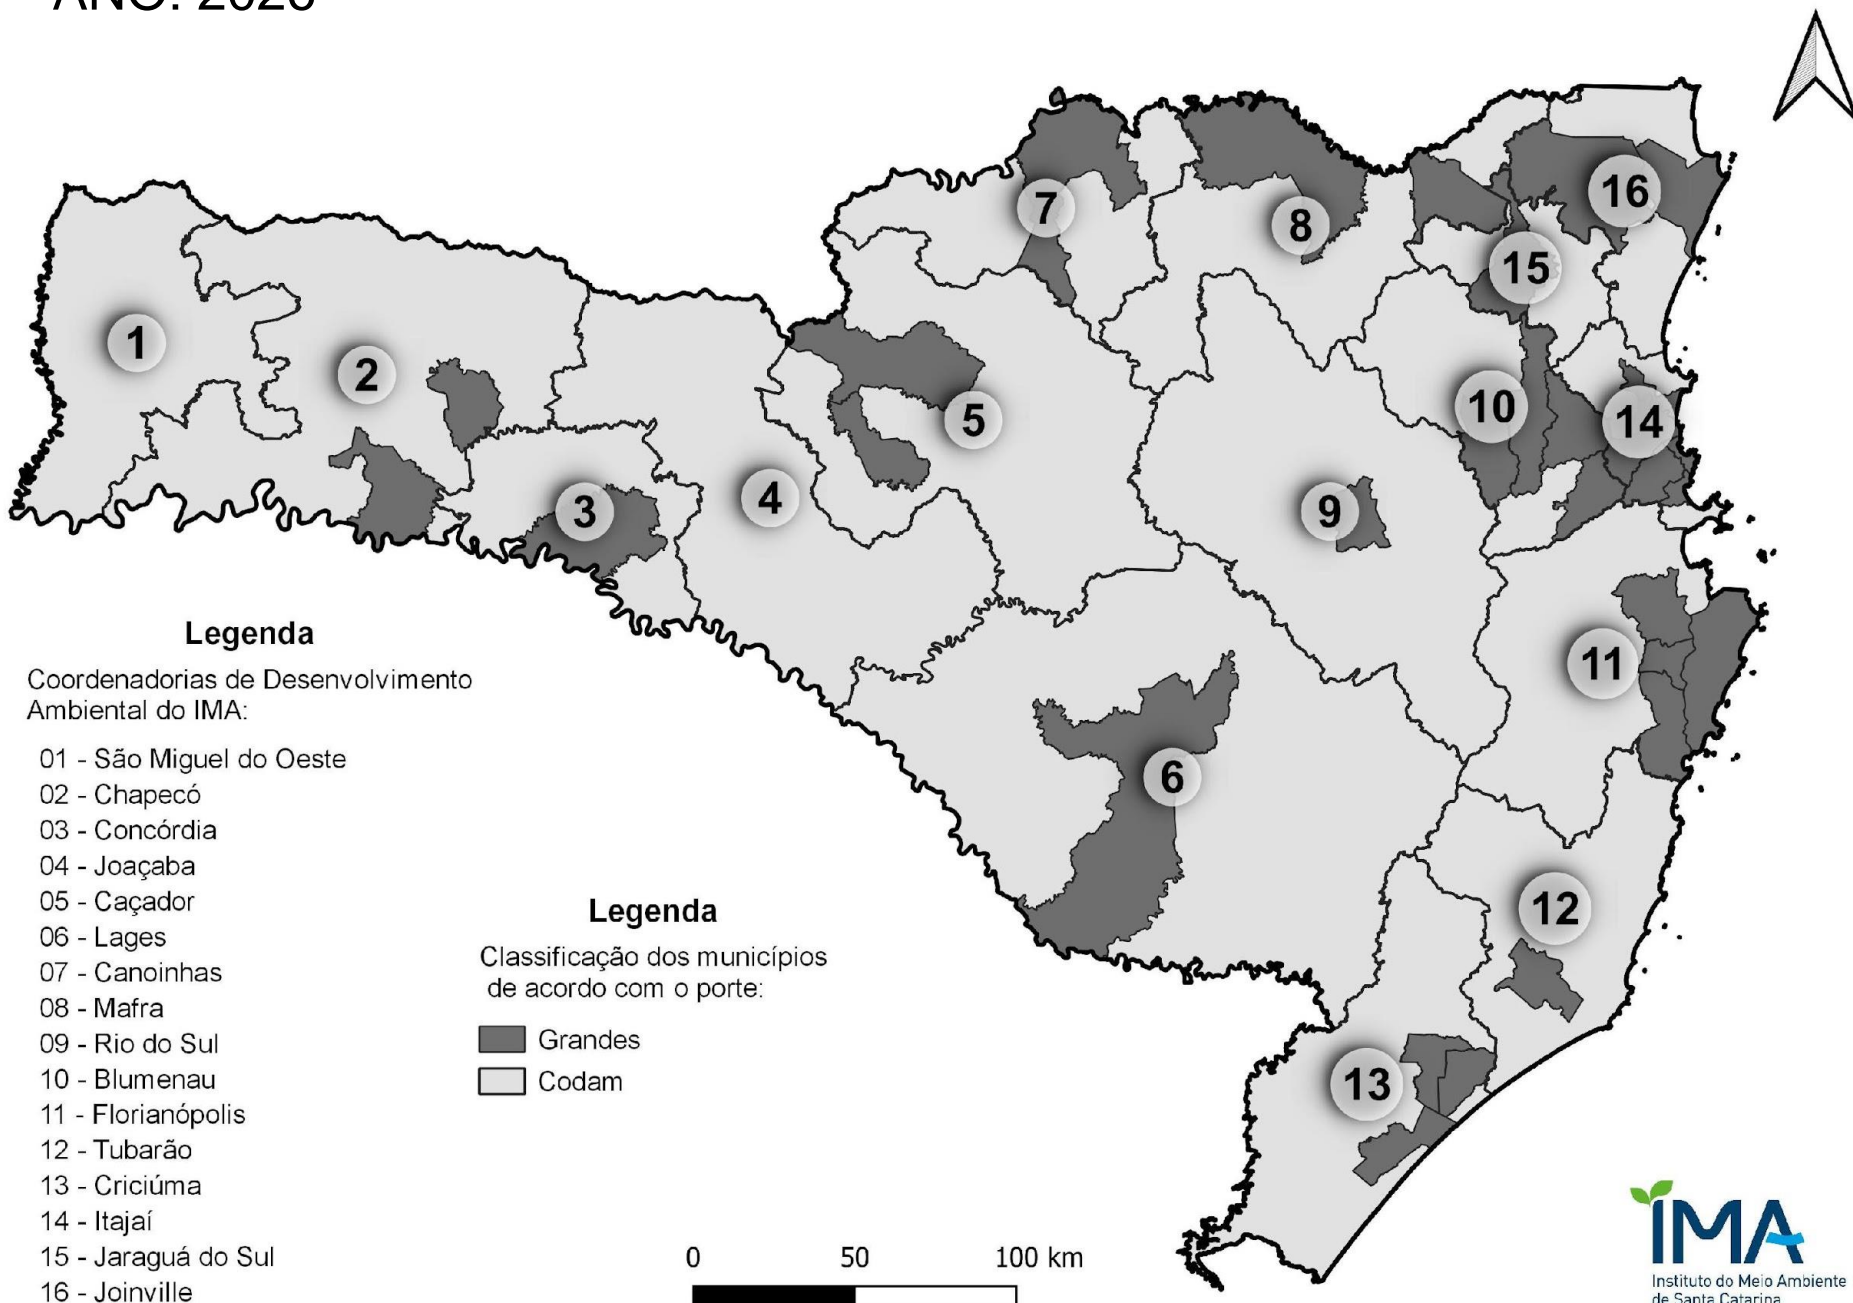 7
8
16
15
1
2
5
10
14
3
4
9
11
6
12
13
Legenda
Coordenadorias de Desenvolvimento
Ambiental do IMA:
01 - São Miguel do Oeste
02 - Chapecó
03 - Concórdia
04 - Joaçaba
05 - Caçador
06 - Lages
07 - Canoinhas
08 - Mafra
09 - Rio do Sul
10 - Blumenau
11 - Florianópolis
12 - Tubarão
13 - Criciúma
14 - Itajaí
15 - Jaraguá do Sul
16 - Joinville
Legenda
Classificação dos municípios
de acordo com o porte:
Grandes
Codam
0 50 100 km
IMA
Instituto do Meio Ambiente
de Santa Catarina